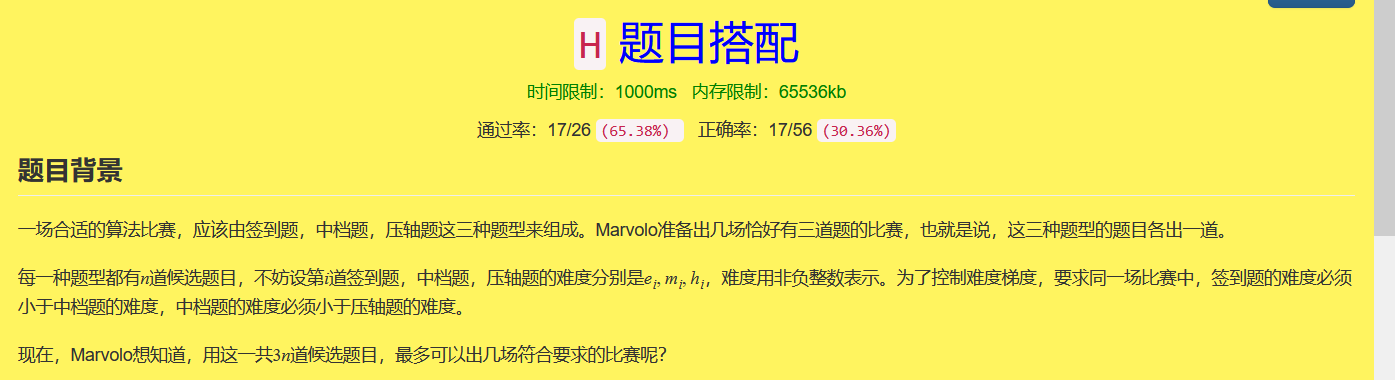 H 题目搭配
时间限制：1000ms 内存限制：65536kb
通过率：17/26 (65.38%) 正确率：17/56 (30.36%)
题目背景
一场合适的算法比赛，应该由签到题，中档题，压轴题这三种题型来组成。Marvolo准备出几场恰好有三道题的比赛，也就是说，这三种题型的题目各出一道。
每一种题型都有n道候选题目，不妨设第i道签到题，中档题，压轴题的难度分别是e_i, m_i, h_i，难度用非负整数表示。为了控制难度梯度，要求同一场比赛中，签到题的难度必须
小于中档题的难度，中档题的难度必须小于压轴题的难度。
现在，Marvolo想知道，用这一共3n道候选题目，最多可以出几场符合要求的比赛呢？